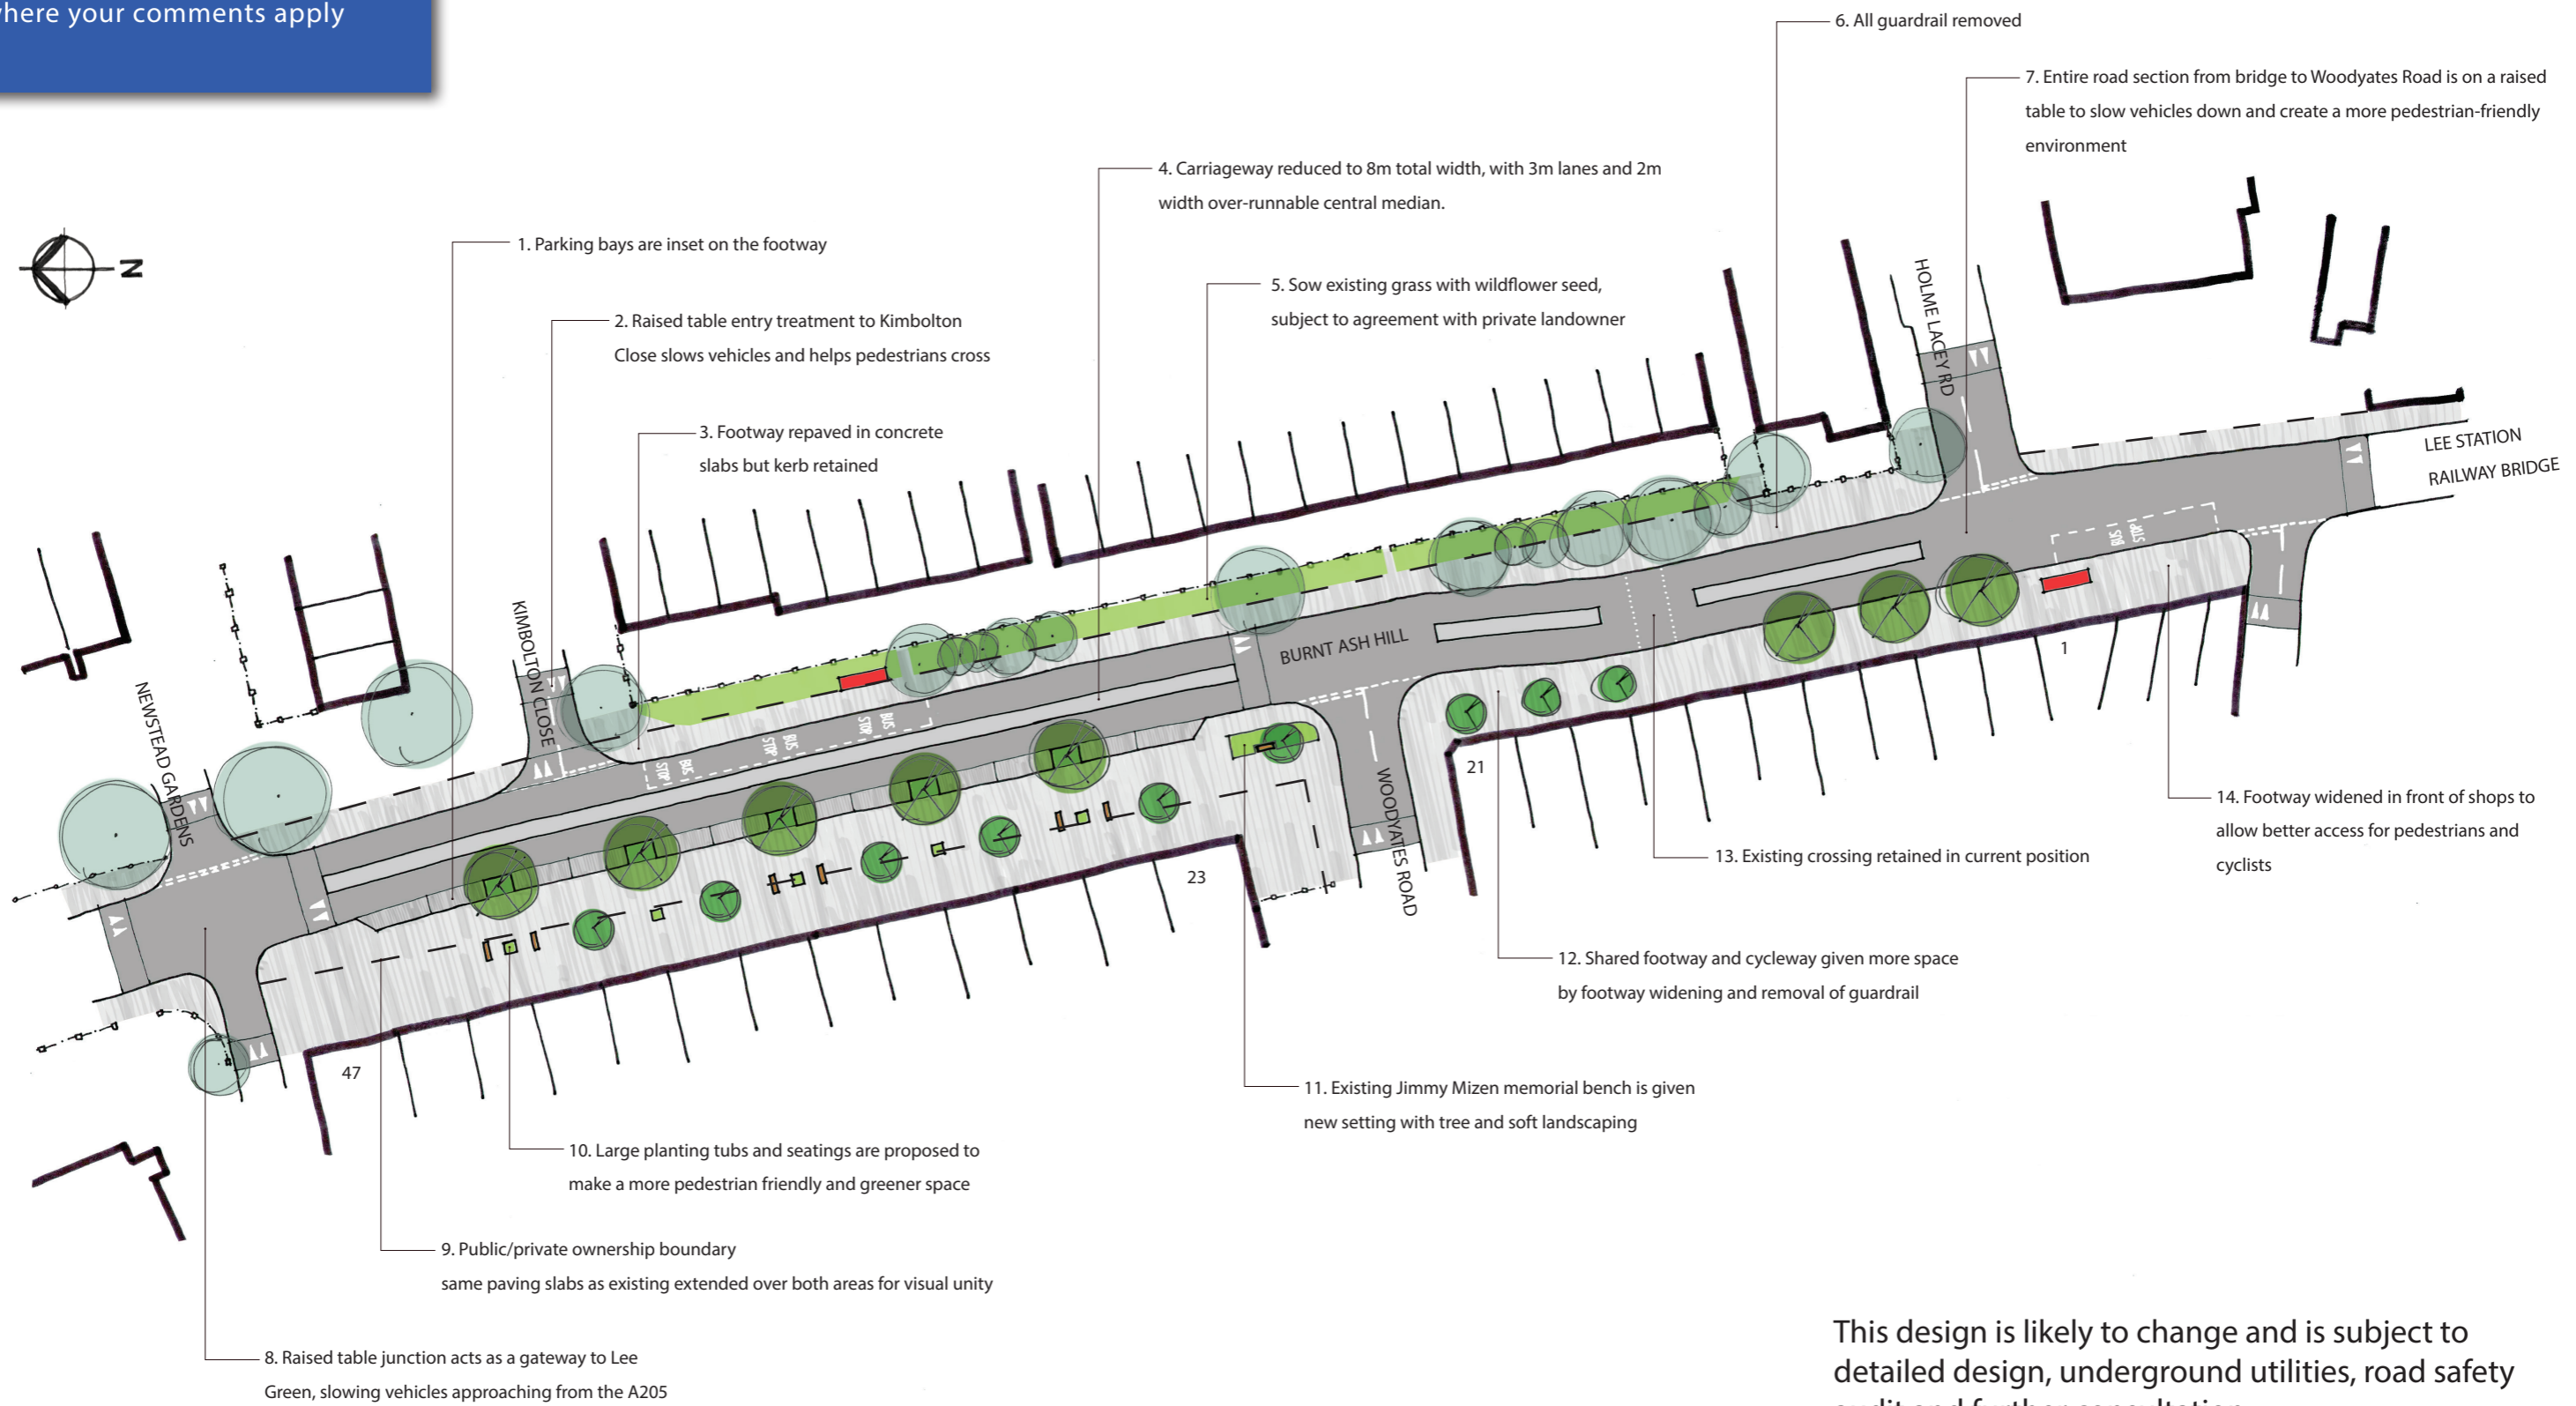 where your comments apply
6. All guardrail removed
7. Entire road section from bridge to Woodyates Road is on a raised
table to slow vehicles down and create a more pedestrian-friendly
environment
4. Carriageway reduced to 8m total width, with 3m lanes and 2m
width over-runnable central median.
1. Parking bays are inset on the footway
N
5. Sow existing grass with wildflower seed,
subject to agreement with private landowner
2. Raised table entry treatment to Kimbolton
Close slows vehicles and helps pedestrians cross
3. Footway repaved in concrete
slabs but kerb retained
HOLME LACEY RD
LEE STATION
RAILWAY BRIDGE
BUS
STOP
KIMBOLTON CLOSE
BURNT ASH HILL
1
NEWSTEAD GARDENS
BUS
STOP
BUS
STOP
BUS
STOP
21
WOODYATES ROAD
23
14. Footway widened in front of shops to
allow better access for pedestrians and
cyclists
13. Existing crossing retained in current position
12. Shared footway and cycleway given more space
by footway widening and removal of guardrail
47
11. Existing Jimmy Mizen memorial bench is given
new setting with tree and soft landscaping
10. Large planting tubs and seatings are proposed to
make a more pedestrian friendly and greener space
9. Public/private ownership boundary
same paving slabs as existing extended over both areas for visual unity
8. Raised table junction acts as a gateway to Lee
Green, slowing vehicles approaching from the A205
This design is likely to change and is subject to
detailed design, underground utilities, road safety
audit and further consultation